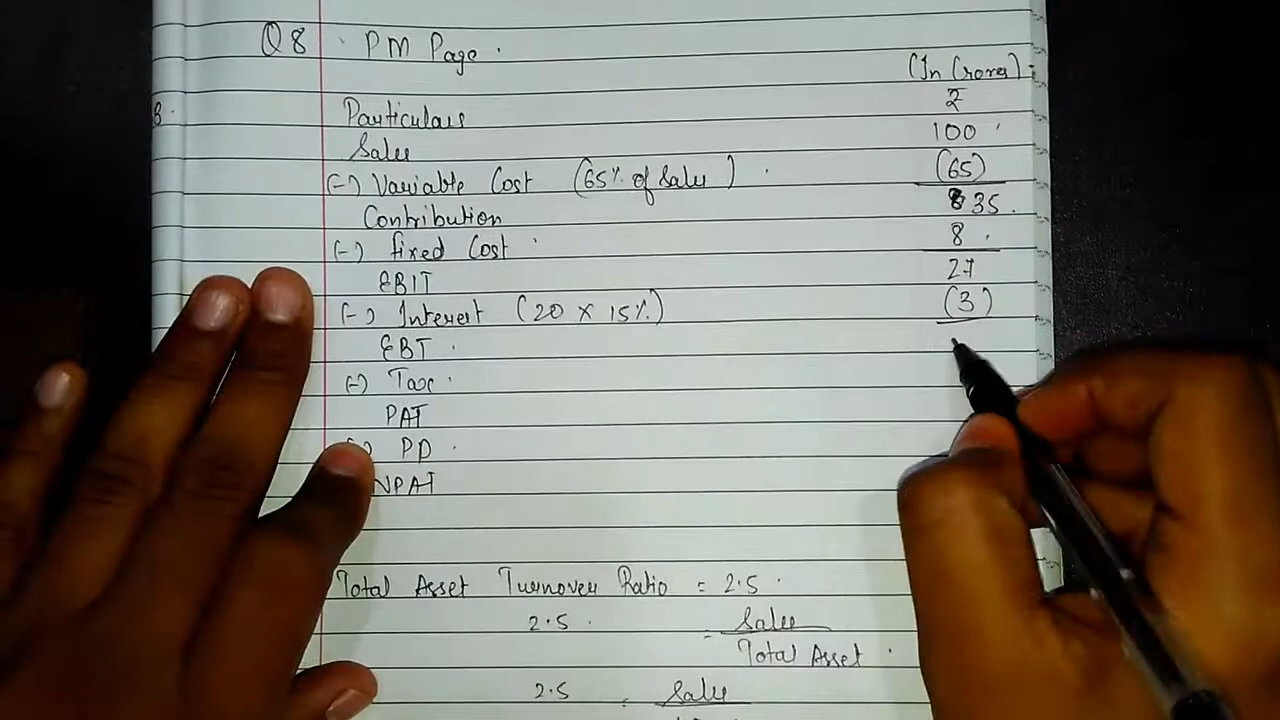 Q8 PM Page.
(In Crores)
B. Particulars ₹
Sales 100
(-) Variable Cost (65% of Sales) (65)
Contribution 35
(-) fixed Cost 8
EBIT 27
(-) Interest (20 × 15%) (3)
EBT
(-) Tax
PAT
PD
NPAT
Total Asset Turnover Ratio = 2.5
2.5 = Sales
Total Asset
2.5 = Sales